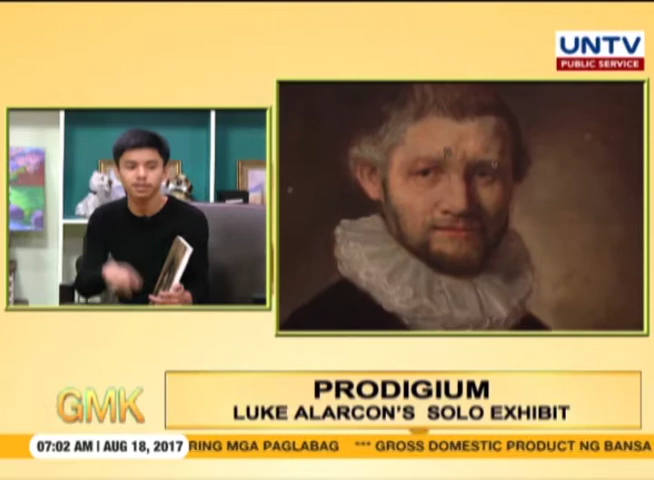 UNTV
PUBLIC SERVICE
PRODIGIUM
LUKE ALARCON'S SOLO EXHIBIT
GMK
07:02 AM | AUG 18, 2017
RING MGA PAGLABAG *** GROSS DOMESTIC PRODUCT NG BANSA